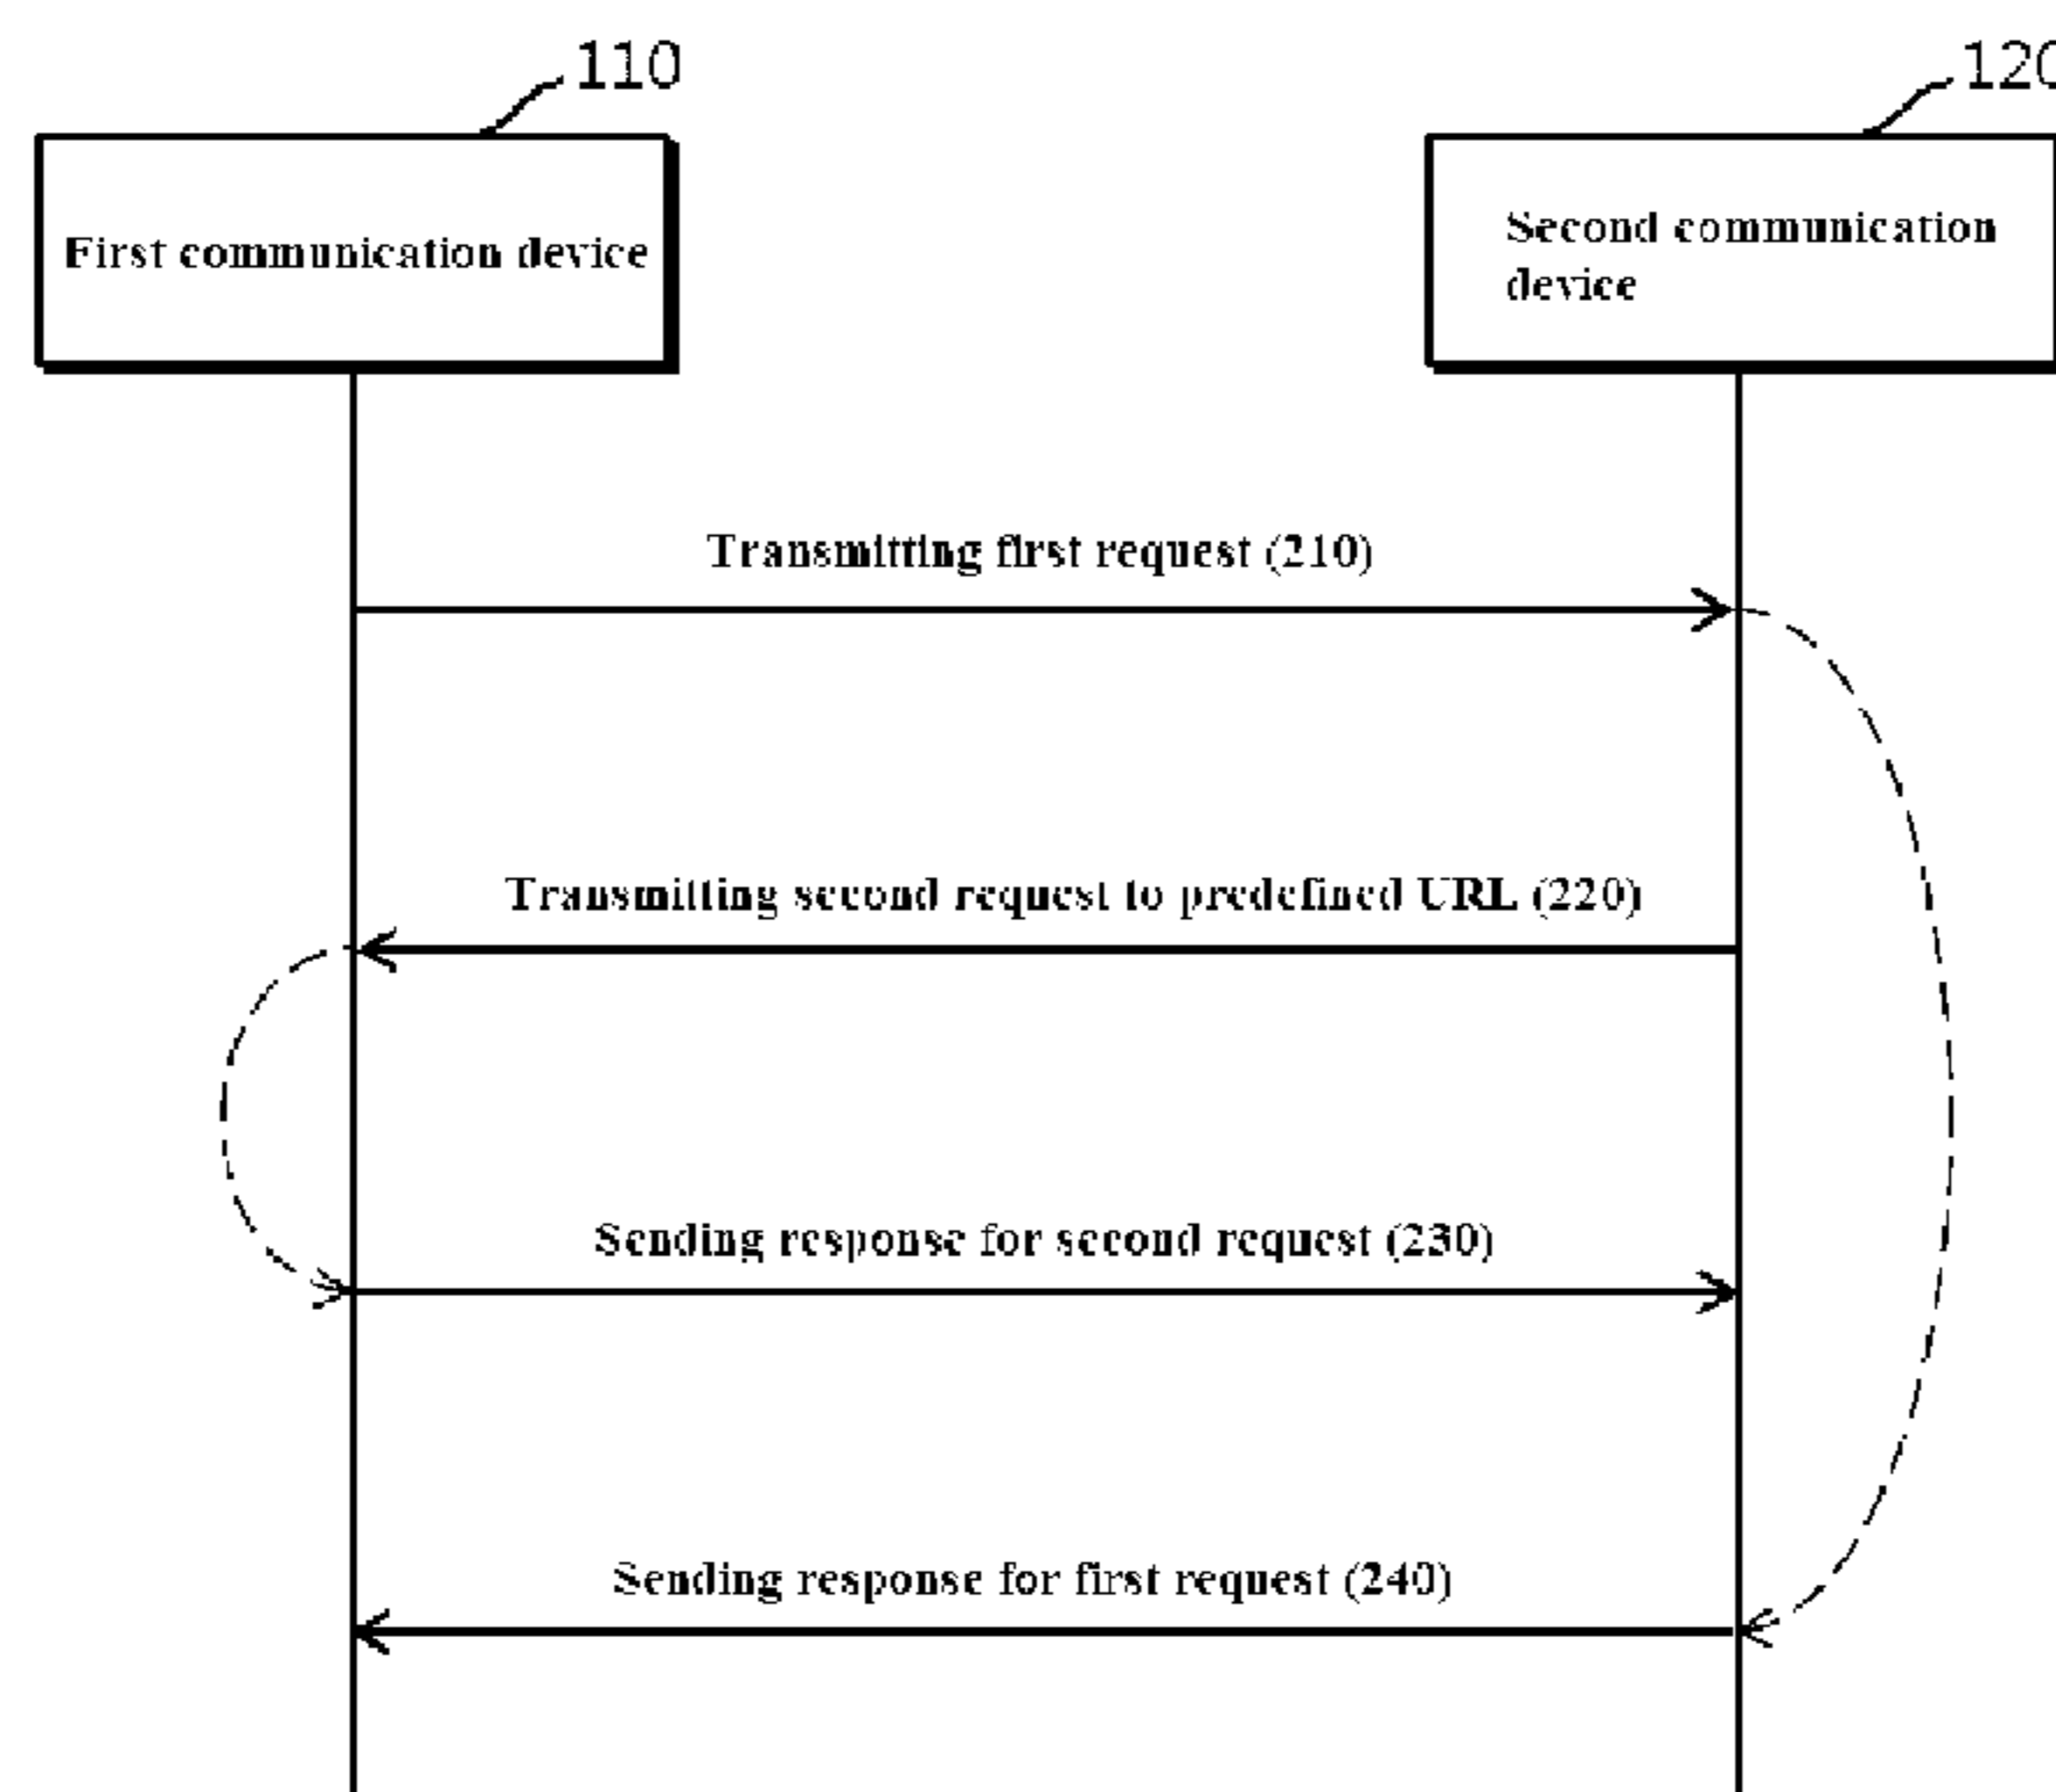 110
120
First communication device
Second communication
device
Transmitting first request (210)
Transmitting second request to predefined URL (220)
Sending response for second request (230)
Sending response for first request (240)